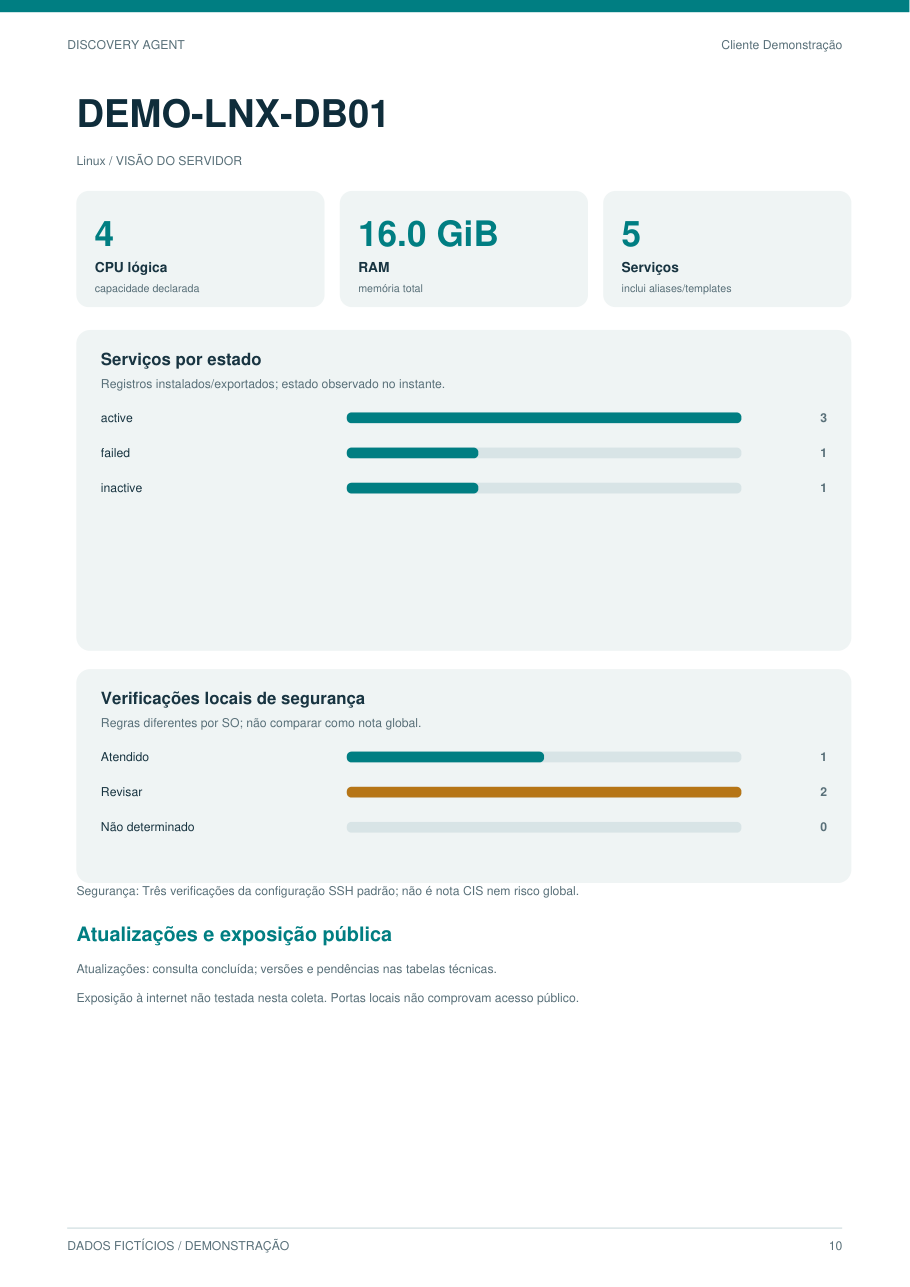 DISCOVERY AGENT
Cliente Demonstração
DEMO-LNX-DB01
Linux / VISÃO DO SERVIDOR
4
CPU lógica
capacidade declarada
16.0 GiB
RAM
memória total
5
Serviços
inclui aliases/templates
Serviços por estado
Registros instalados/exportados; estado observado no instante.
active 3
failed 1
inactive 1
Verificações locais de segurança
Regras diferentes por SO; não comparar como nota global.
Atendido 1
Revisar 2
Não determinado 0
Segurança: Três verificações da configuração SSH padrão; não é nota CIS nem risco global.
Atualizações e exposição pública
Atualizações: consulta concluída; versões e pendências nas tabelas técnicas.
Exposição à internet não testada nesta coleta. Portas locais não comprovam acesso público.
DADOS FICTÍCIOS / DEMONSTRAÇÃO
10